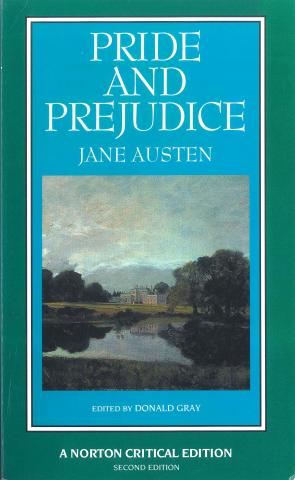 PRIDE
AND
PREJUDICE
JANE AUSTEN
EDITED BY DONALD GRAY
A NORTON CRITICAL EDITION
SECOND EDITION